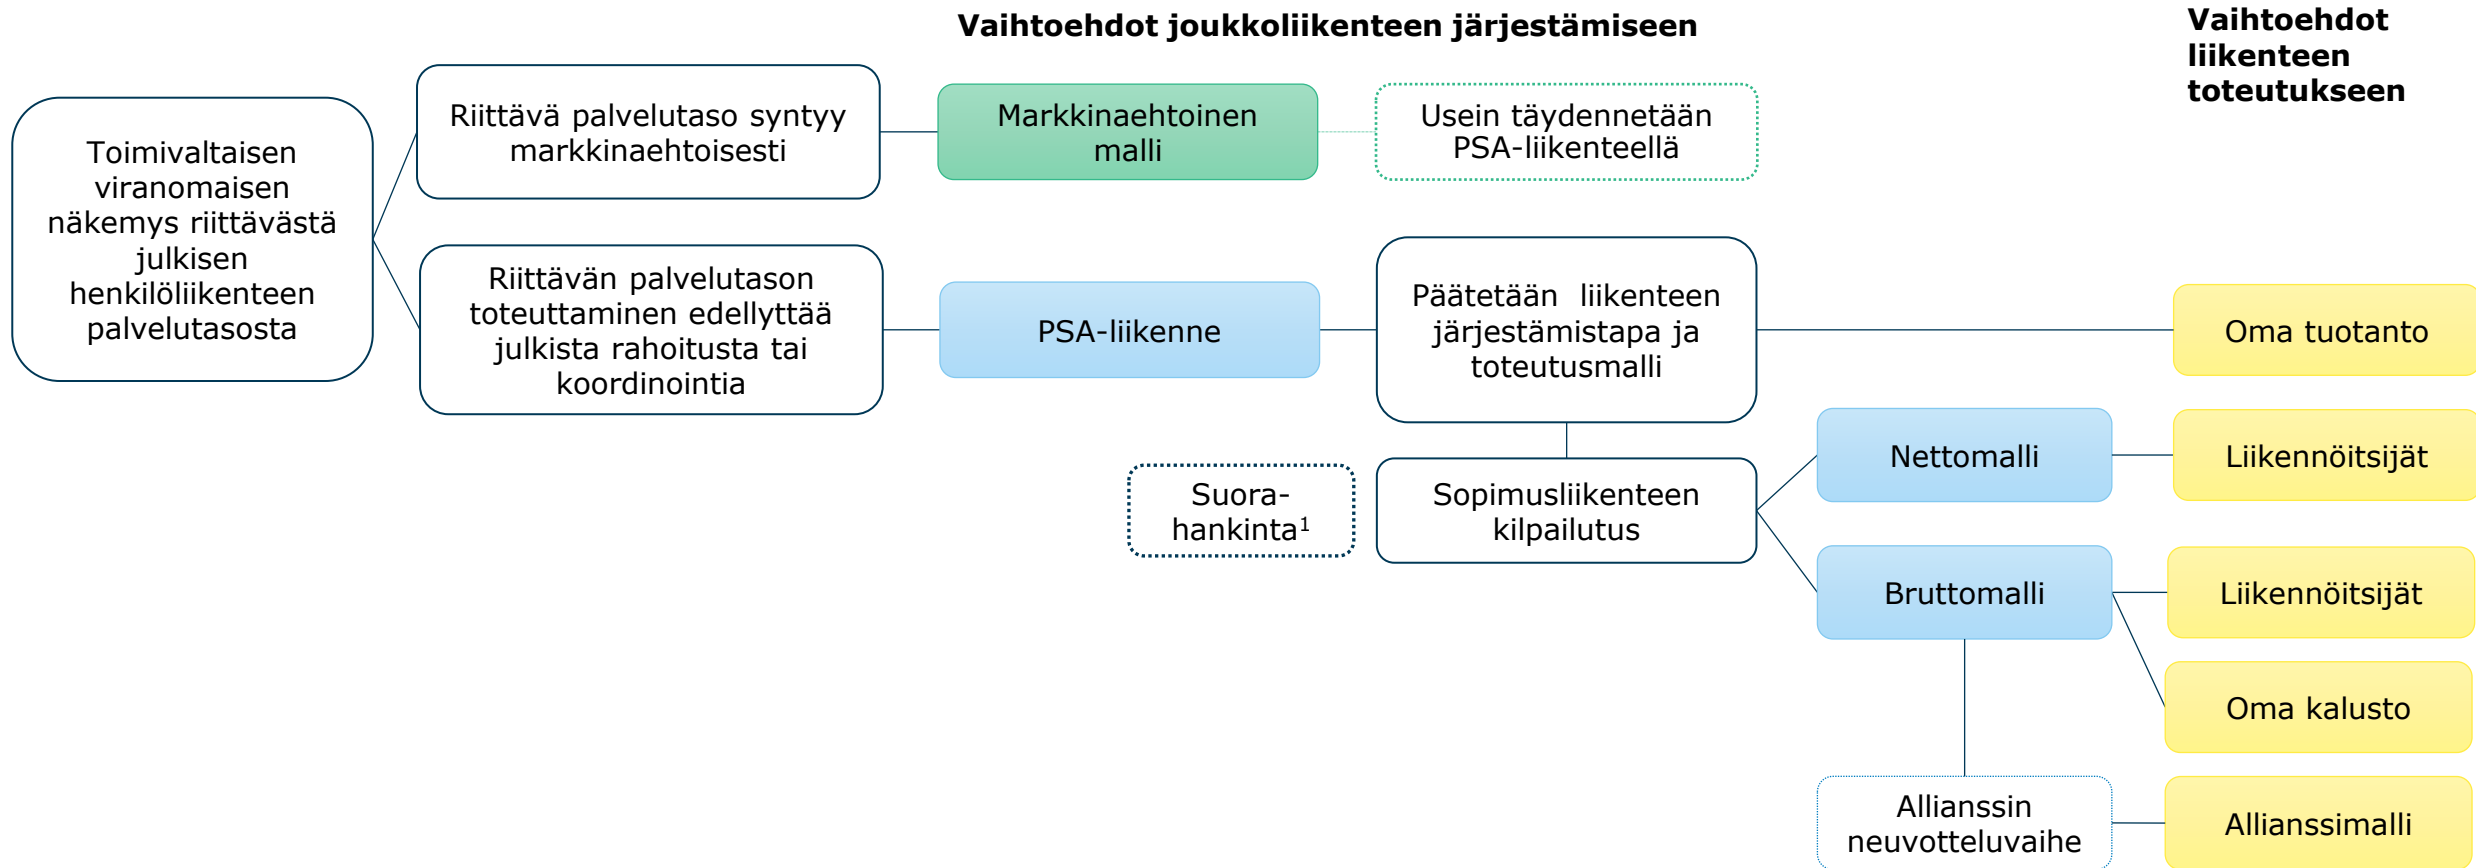 Vaihtoehdot joukkoliikenteen järjestämiseen
Vaihtoehdot
liikenteen
toteutukseen
Toimivaltaisen
viranomaisen
näkemys riittävästä
julkisen
henkilöliikenteen
palvelutasosta
Riittävä palvelutaso syntyy
markkinaehtoisesti
Markkinaehtoinen
malli
Usein täydennetään
PSA-liikenteellä
Riittävän palvelutason
toteuttaminen edellyttää
julkista rahoitusta tai
koordinointia
PSA-liikenne
Päätetään liikenteen
järjestämistapa ja
toteutusmalli
Oma tuotanto
Suora-
hankinta¹
Sopimusliikenteen
kilpailutus
Nettomalli
Liikennöitsijät
Bruttomalli
Liikennöitsijät
Oma kalusto
Allianssin
neuvotteluvaihe
Allianssimalli